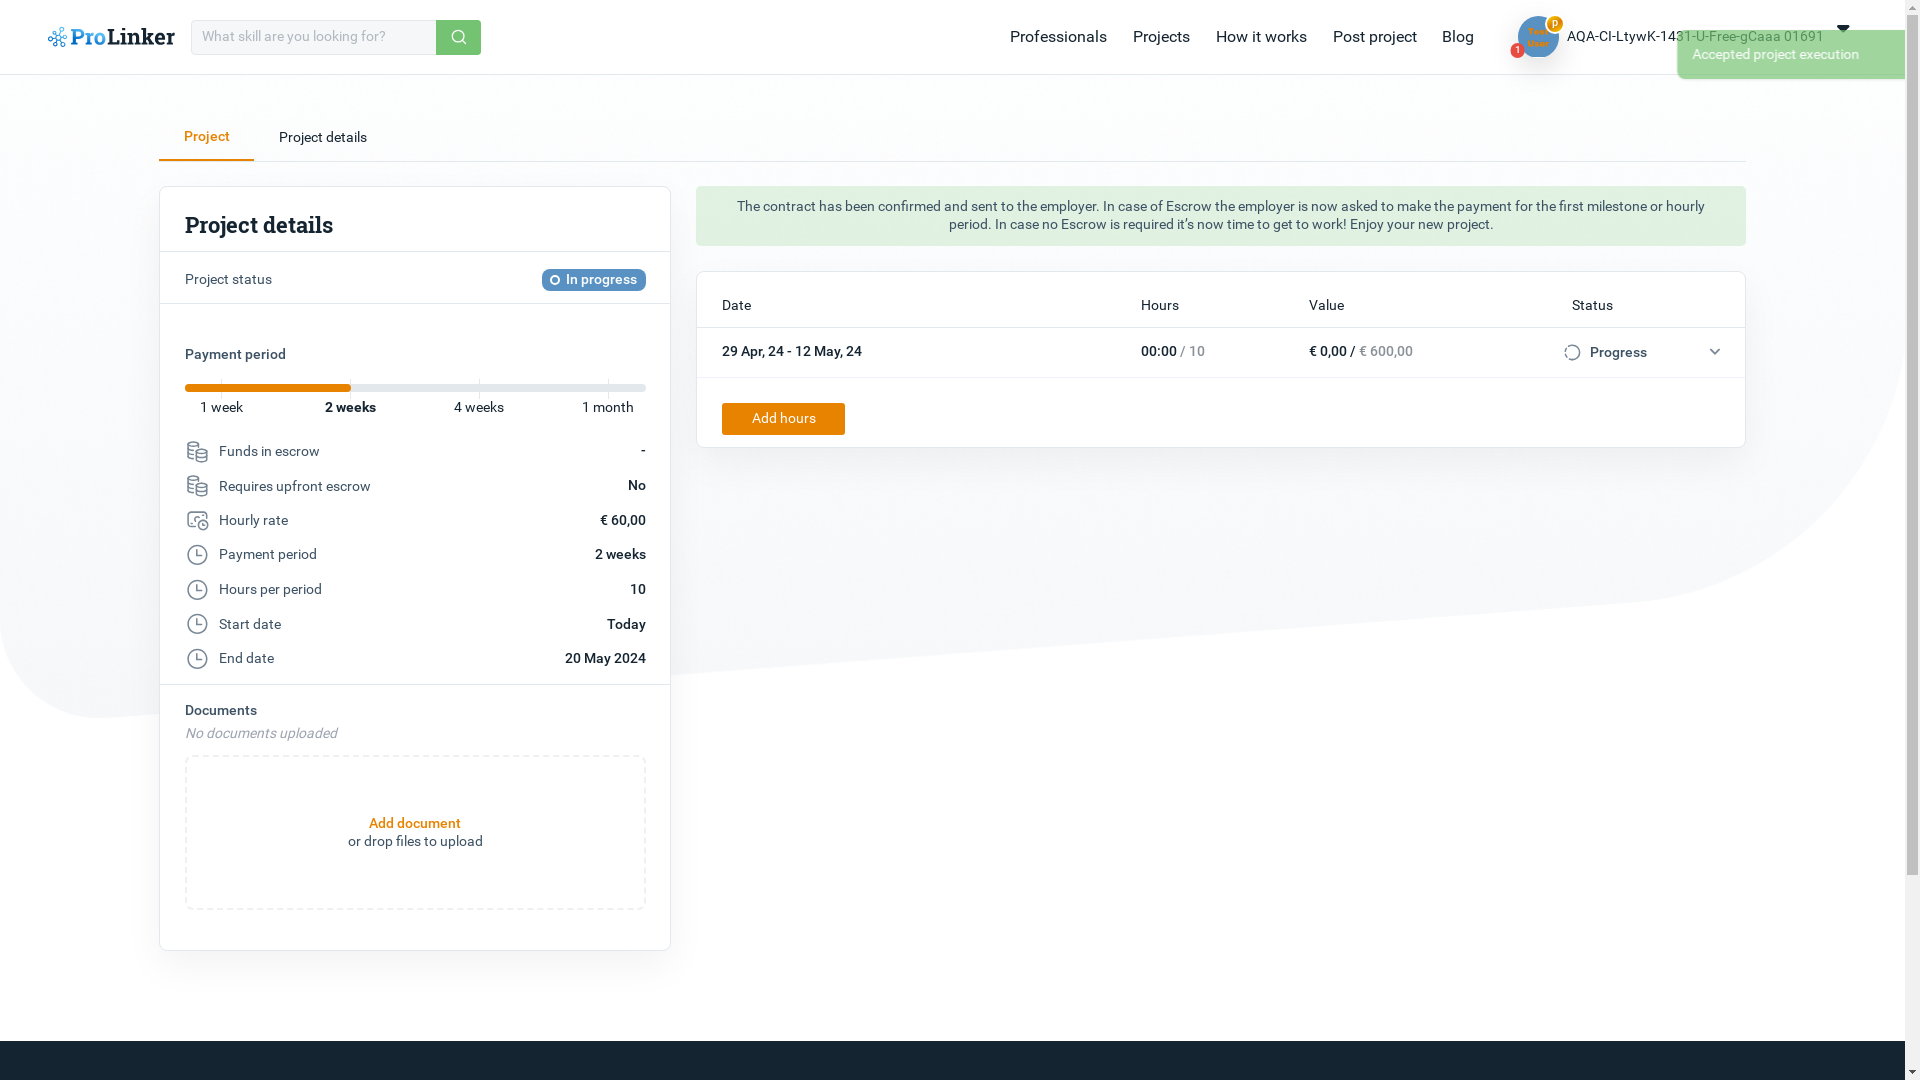 ProLinker
What skill are you looking for?
Professionals
Projects
How it works
Post project
Blog
Test
User
p
1
AQA-CI-LtywK-1431-U-Free-gCaaa 01691
Accepted project execution
Project
Project details
Project details
Project status
In progress
Payment period
1 week
2 weeks
4 weeks
1 month
Funds in escrow
-
Requires upfront escrow
No
Hourly rate
€ 60,00
Payment period
2 weeks
Hours per period
10
Start date
Today
End date
20 May 2024
Documents
No documents uploaded
Add document
or drop files to upload
The contract has been confirmed and sent to the employer. In case of Escrow the employer is now asked to make the payment for the first milestone or hourly
period. In case no Escrow is required it’s now time to get to work! Enjoy your new project.
Date
Hours
Value
Status
29 Apr, 24 - 12 May, 24
00:00 / 10
€ 0,00 / € 600,00
Progress
Add hours